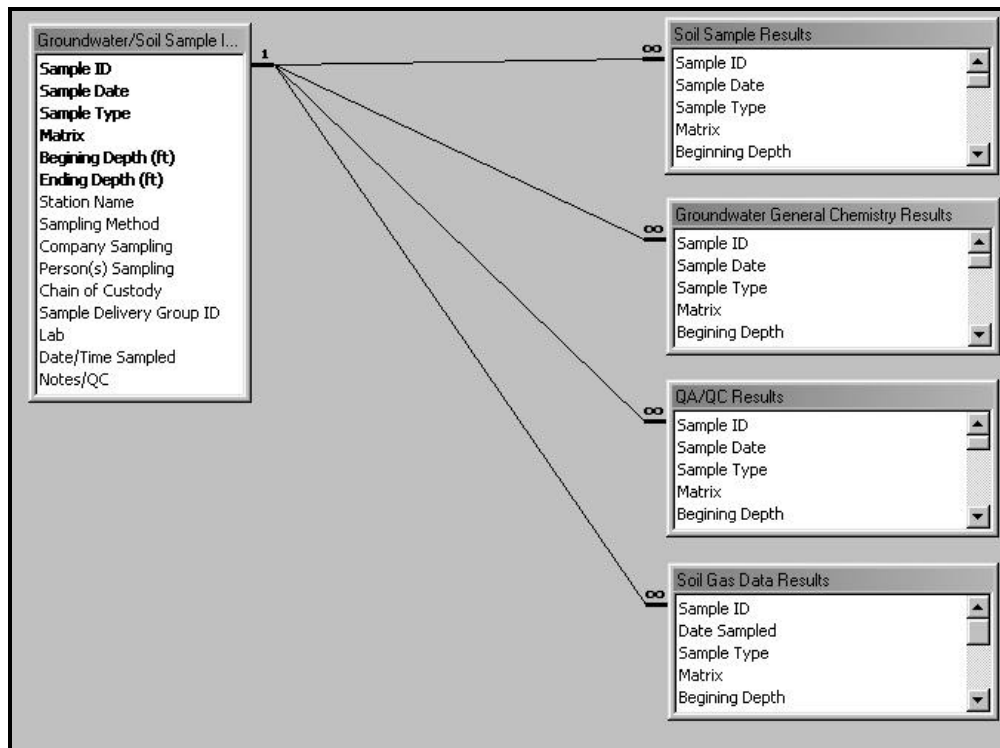 Groundwater/Soil Sample I...
Sample ID
Sample Date
Sample Type
Matrix
Begining Depth (ft)
Ending Depth (ft)
Station Name
Sampling Method
Company Sampling
Person(s) Sampling
Chain of Custody
Sample Delivery Group ID
Lab
Date/Time Sampled
Notes/QC
1
∞
Soil Sample Results
Sample ID
Sample Date
Sample Type
Matrix
Beginning Depth
∞
Groundwater General Chemistry Results
Sample ID
Sample Date
Sample Type
Matrix
Begining Depth
∞
QA/QC Results
Sample ID
Sample Date
Sample Type
Matrix
Begining Depth
∞
Soil Gas Data Results
Sample ID
Date Sampled
Sample Type
Matrix
Begining Depth